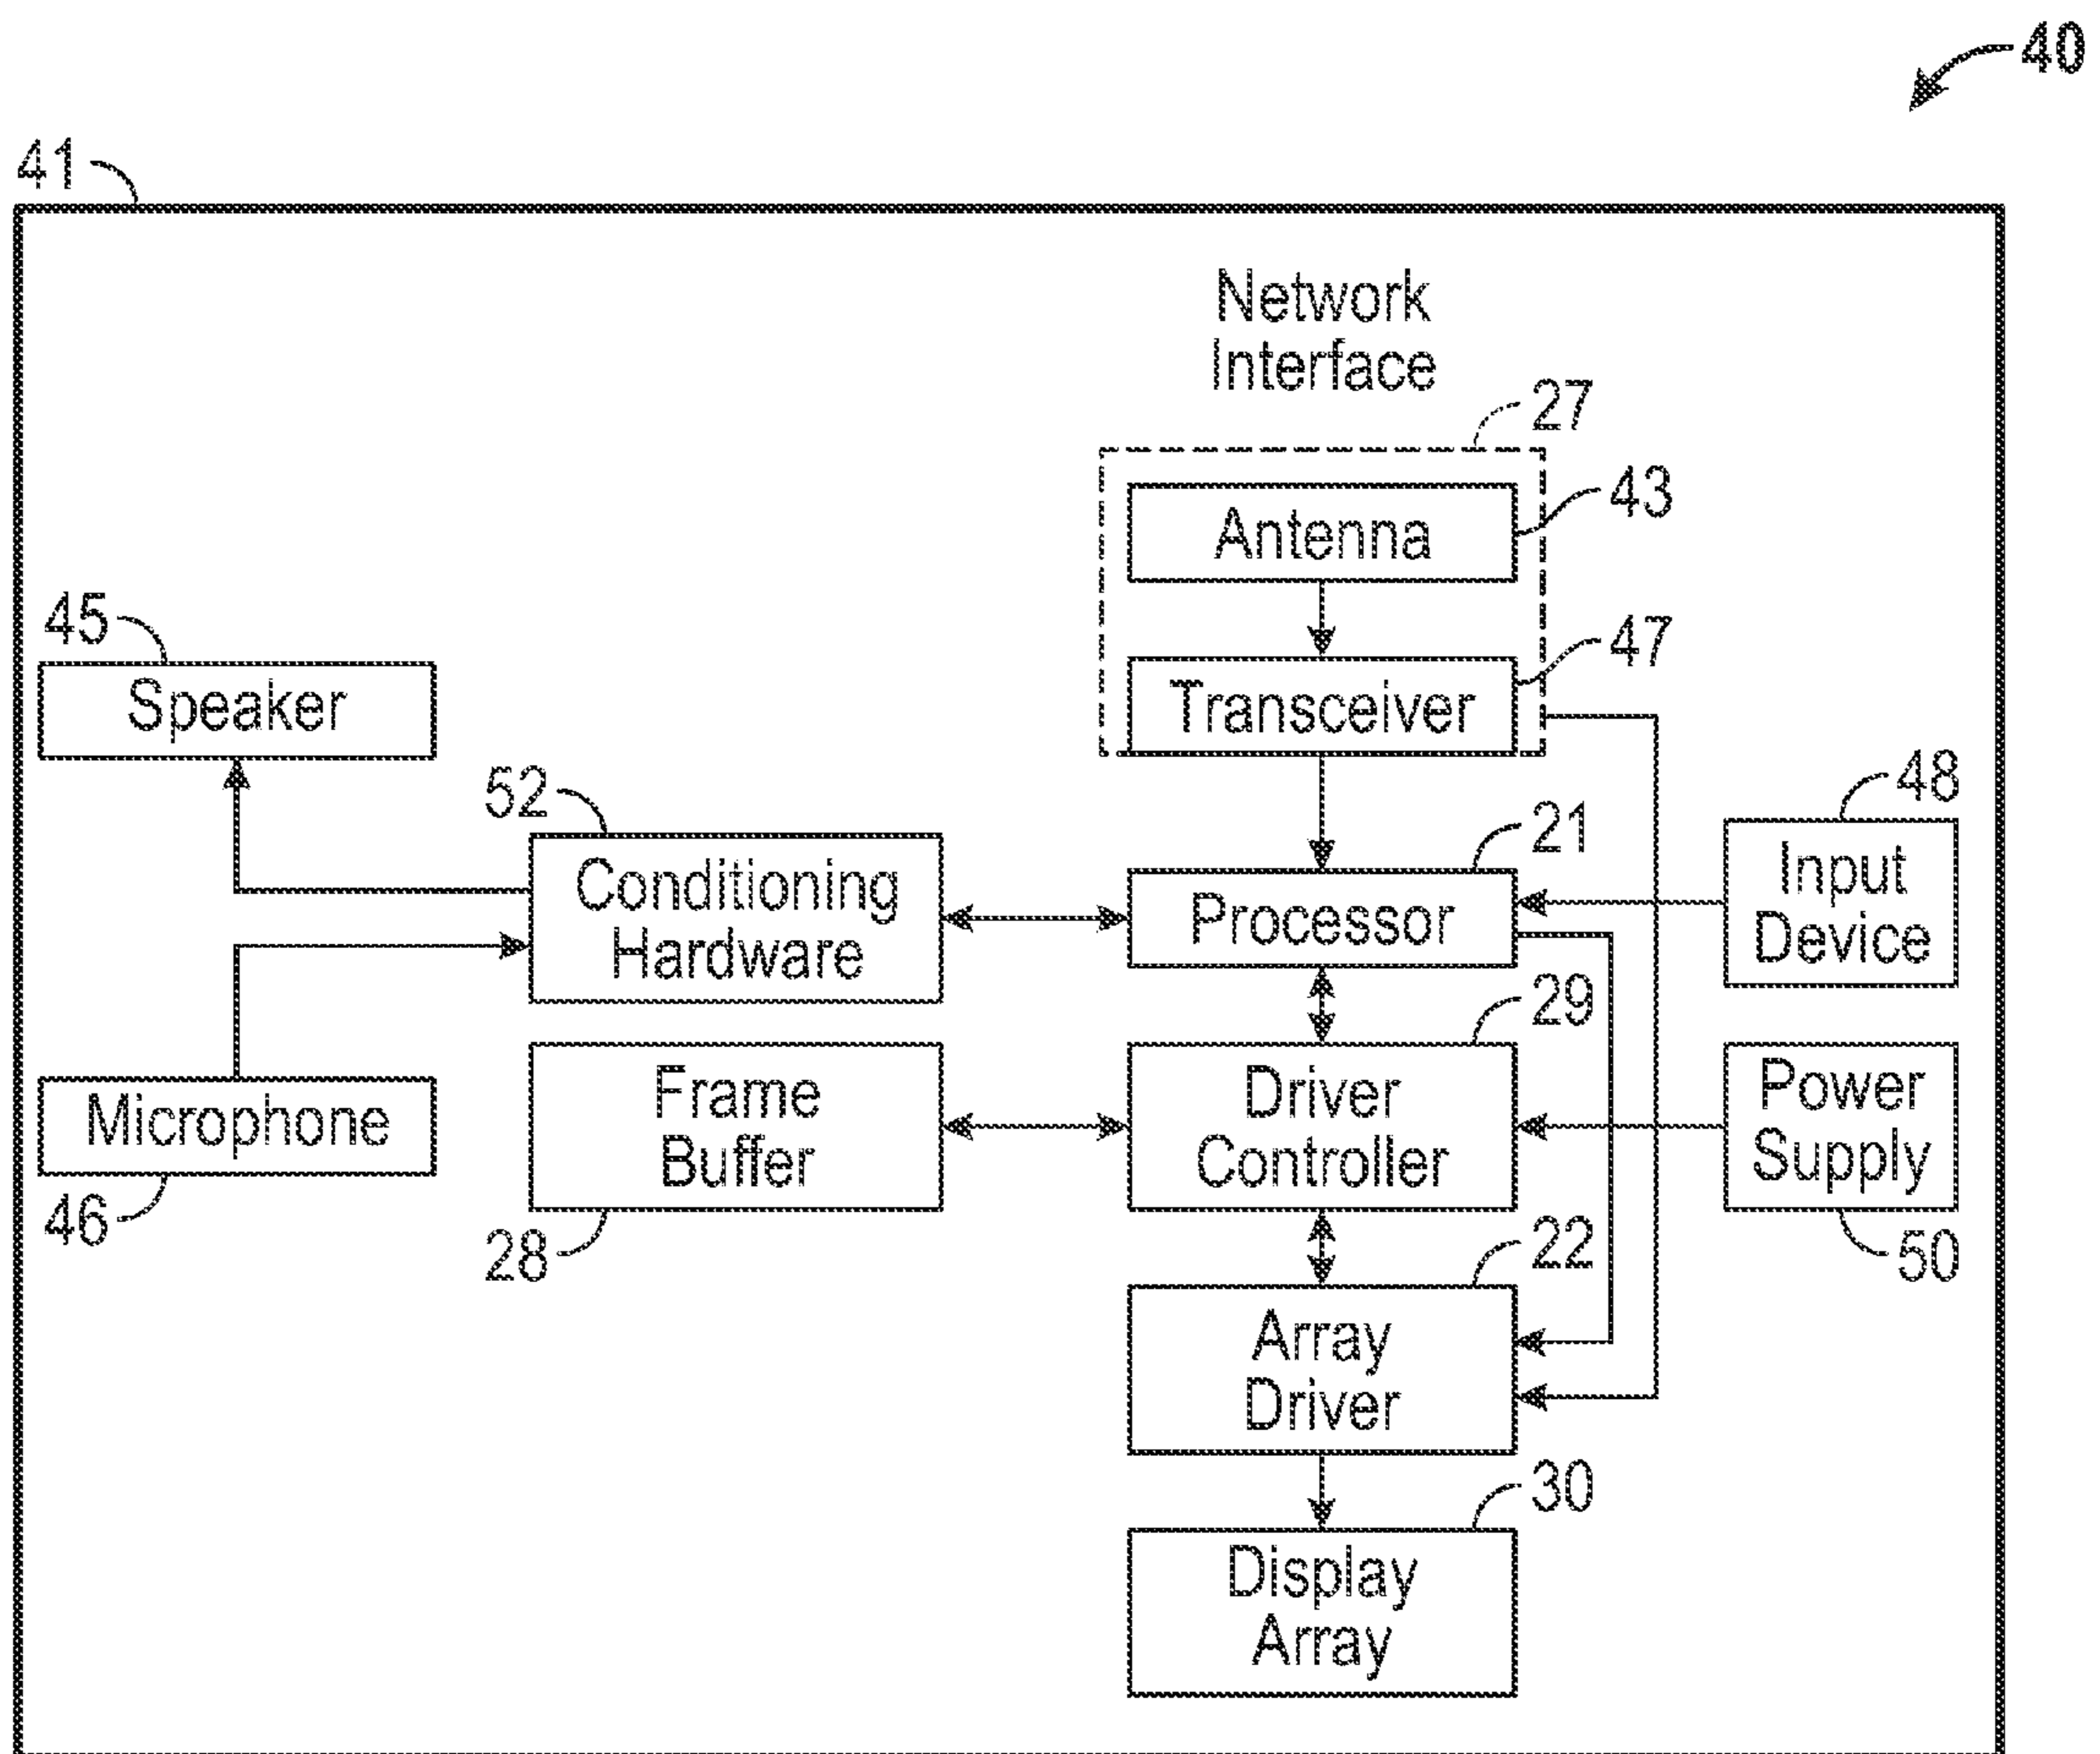 40
41
Network
Interface
27
Antenna
43
45
Speaker
Transceiver
47
52
Conditioning
Hardware
21
Processor
48
Input
Device
Microphone
46
Frame
Buffer
28
29
Driver
Controller
Power
Supply
50
22
Array
Driver
30
Display
Array